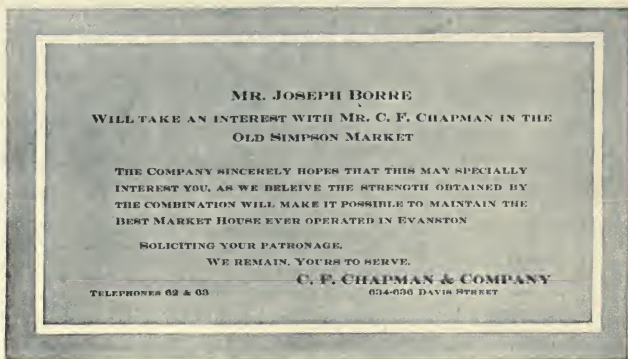 MR. JOSEPH BORRE
WILL TAKE AN INTEREST WITH MR. C. F. CHAPMAN IN THE
OLD SIMPSON MARKET
THE COMPANY SINCERELY HOPES THAT THIS MAY SPECIALLY
INTEREST YOU, AS WE BELEIVE THE STRENGTH OBTAINED BY
THE COMBINATION WILL MAKE IT POSSIBLE TO MAINTAIN THE
BEST MARKET HOUSE EVER OPERATED IN EVANSTON
SOLICITING YOUR PATRONAGE,
WE REMAIN, YOURS TO SERVE,
C. F. CHAPMAN & COMPANY
TELEPHONES 62 & 63 634-636 DAVIS STREET